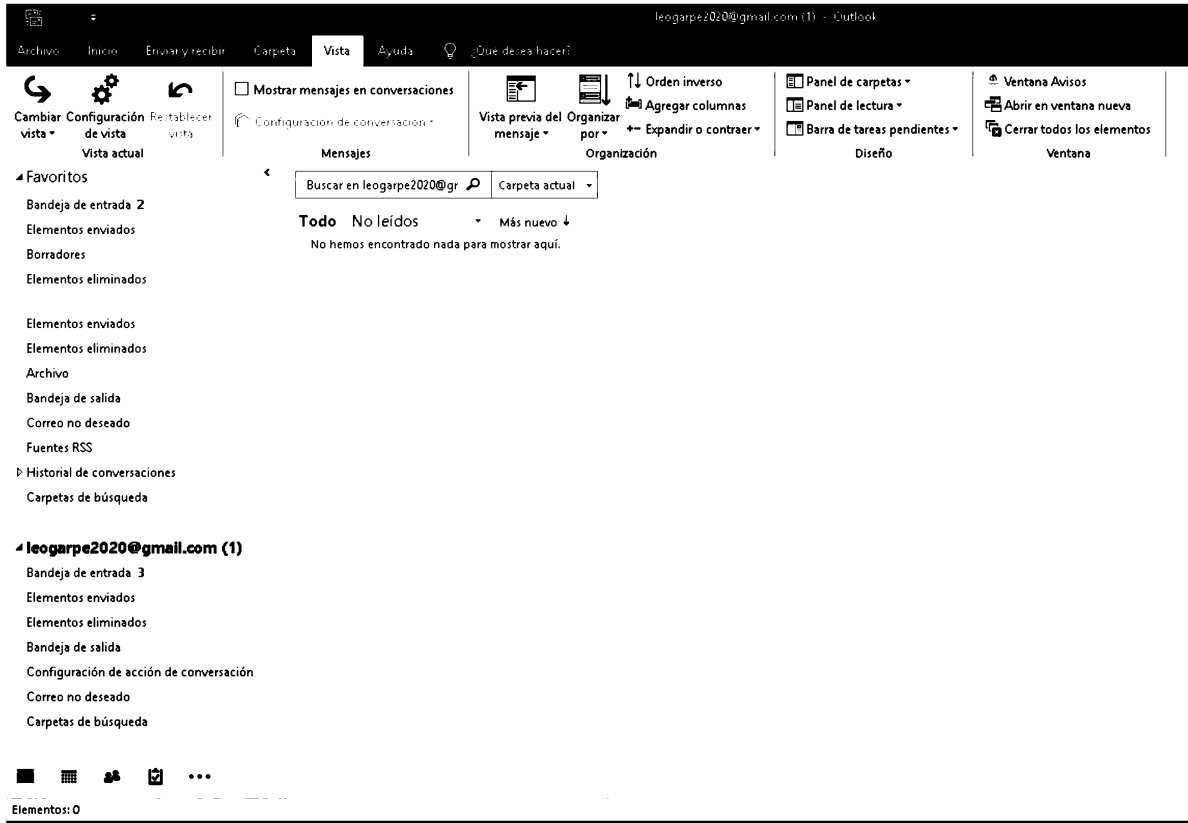 leogarpe2020@gmail.com (1) - Outlook
Archivo Inicio Enviar y recibir Carpeta Vista Ayuda ¿Que desea hacer?
Cambiar vista Configuración de vista Restablecer vista
Vista actual
Mostrar mensajes en conversaciones
Configuracion de conversacion
Mensajes
Vista previa del mensaje Organizar por
Orden inverso
Agregar columnas
Expandir o contraer
Organización
Panel de carpetas
Panel de lectura
Barra de tareas pendientes
Diseño
Ventana Avisos
Abrir en ventana nueva
Cerrar todos los elementos
Ventana
Favoritos
Bandeja de entrada 2
Elementos enviados
Borradores
Elementos eliminados
Elementos enviados
Elementos eliminados
Archivo
Bandeja de salida
Correo no deseado
Fuentes RSS
Historial de conversaciones
Carpetas de búsqueda
leogarpe2020@gmail.com (1)
Bandeja de entrada 3
Elementos enviados
Elementos eliminados
Bandeja de salida
Configuración de acción de conversación
Correo no deseado
Carpetas de búsqueda
Buscar en leogarpe2020@gr Carpeta actual
Todo No leídos Más nuevo ↓
No hemos encontrado nada para mostrar aquí.
Elementos: 0